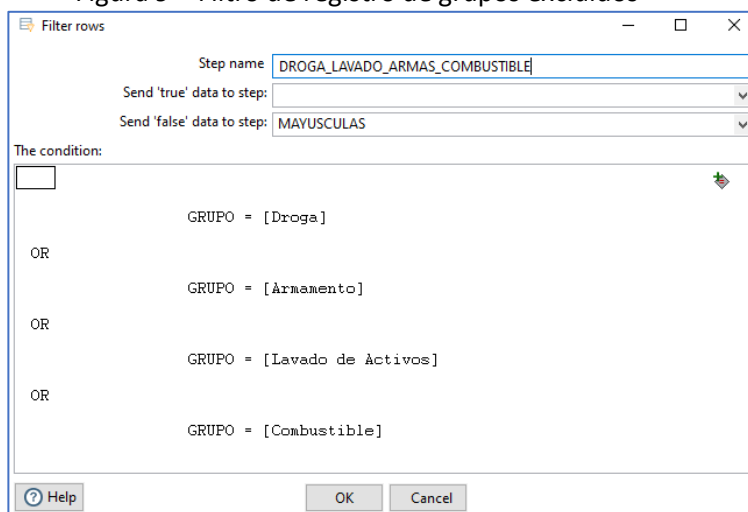 Filter rows
Step name DROGA_LAVADO_ARMAS_COMBUSTIBLE
Send 'true' data to step:
Send 'false' data to step: MAYUSCULAS
The condition:
GRUPO = [Droga]
OR
GRUPO = [Armamento]
OR
GRUPO = [Lavado de Activos]
OR
GRUPO = [Combustible]
Help OK Cancel